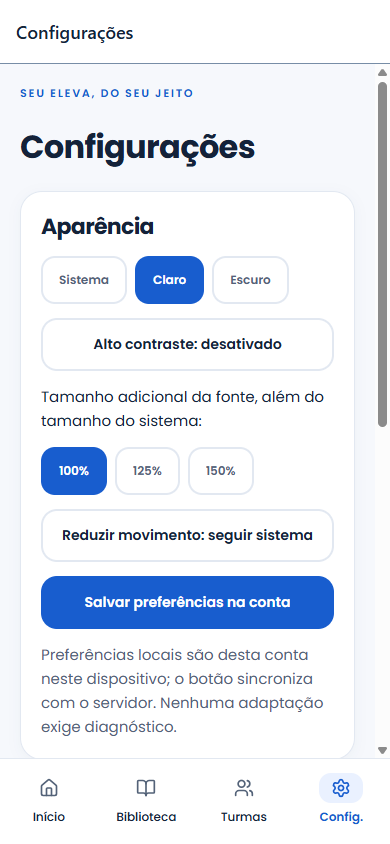 Configurações
SEU ELEVA, DO SEU JEITO
Configurações
Aparência
Sistema
Claro
Escuro
Alto contraste: desativado
Tamanho adicional da fonte, além do
tamanho do sistema:
100%
125%
150%
Reduzir movimento: seguir sistema
Salvar preferências na conta
Preferências locais são desta conta
neste dispositivo; o botão sincroniza
com o servidor. Nenhuma adaptação
exige diagnóstico.
Início
Biblioteca
Turmas
Config.